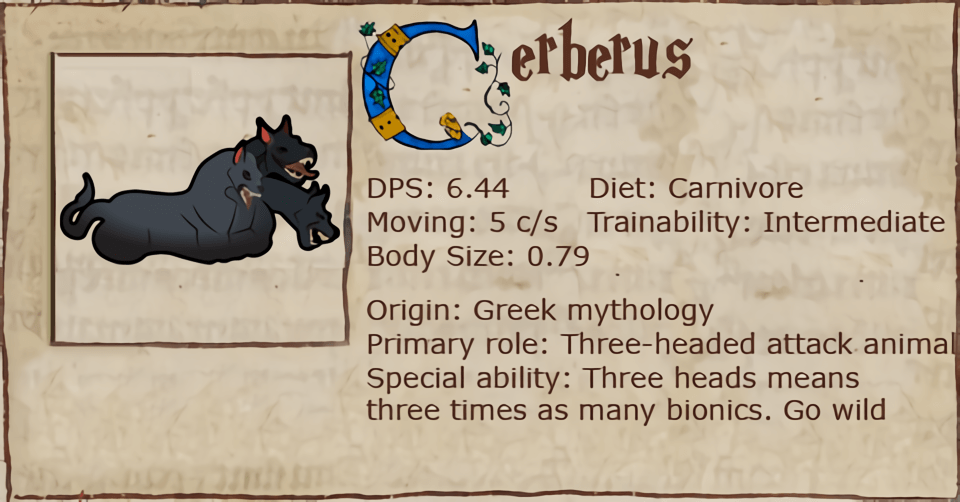 Cerberus
DPS: 6.44 Diet: Carnivore
Moving: 5 c/s Trainability: Intermediate
Body Size: 0.79
Origin: Greek mythology
Primary role: Three-headed attack animal
Special ability: Three heads means
three times as many bionics. Go wild